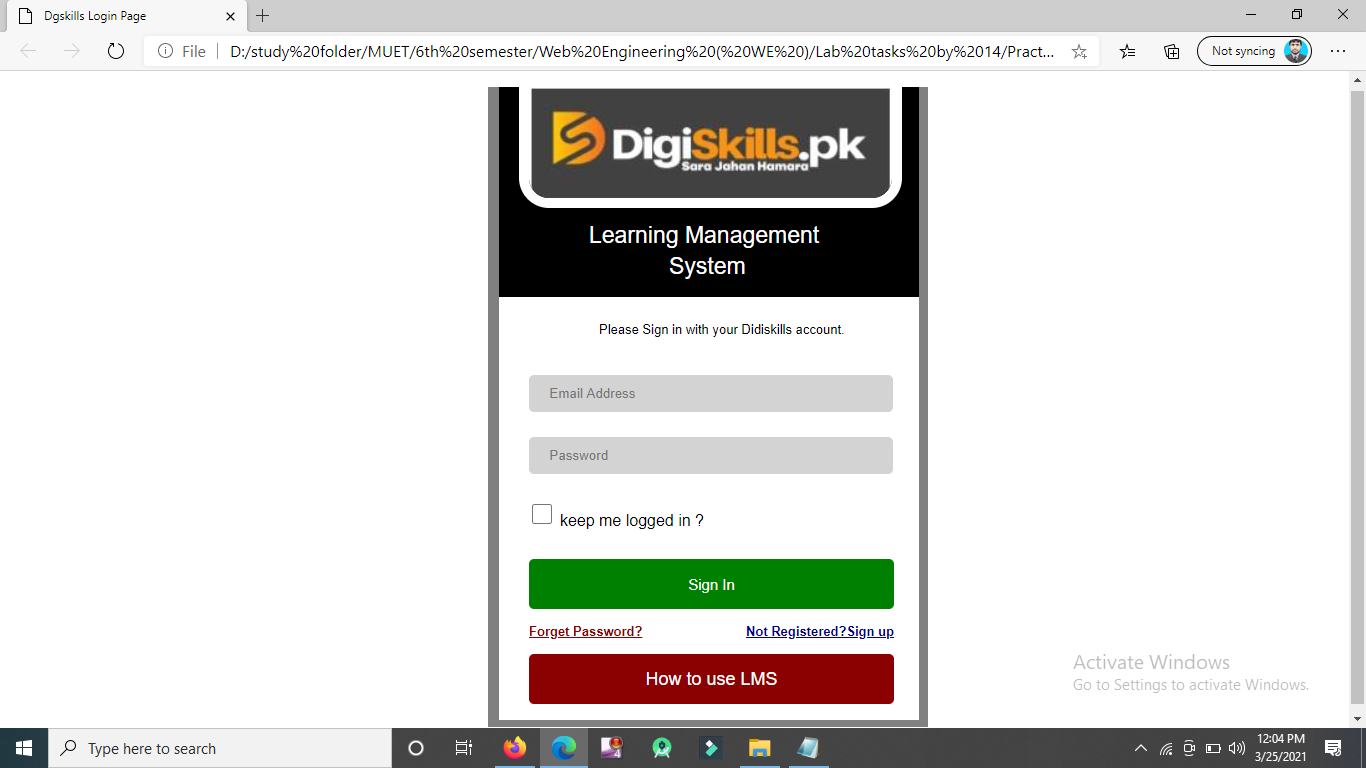 Dgskills Login Page
File
D:/study%20folder/MUET/6th%20semester/Web%20Engineering%20(%20WE%20)/Lab%20tasks%20by%2014/Pract...
Not syncing
DigiSkills.pk
Sara Jahan Hamara
Learning Management
System
Please Sign in with your Didiskills account.
Email Address
Password
keep me logged in ?
Sign In
Forget Password? Not Registered?Sign up
How to use LMS
Activate Windows
Go to Settings to activate Windows.
Type here to search
12:04 PM
3/25/2021